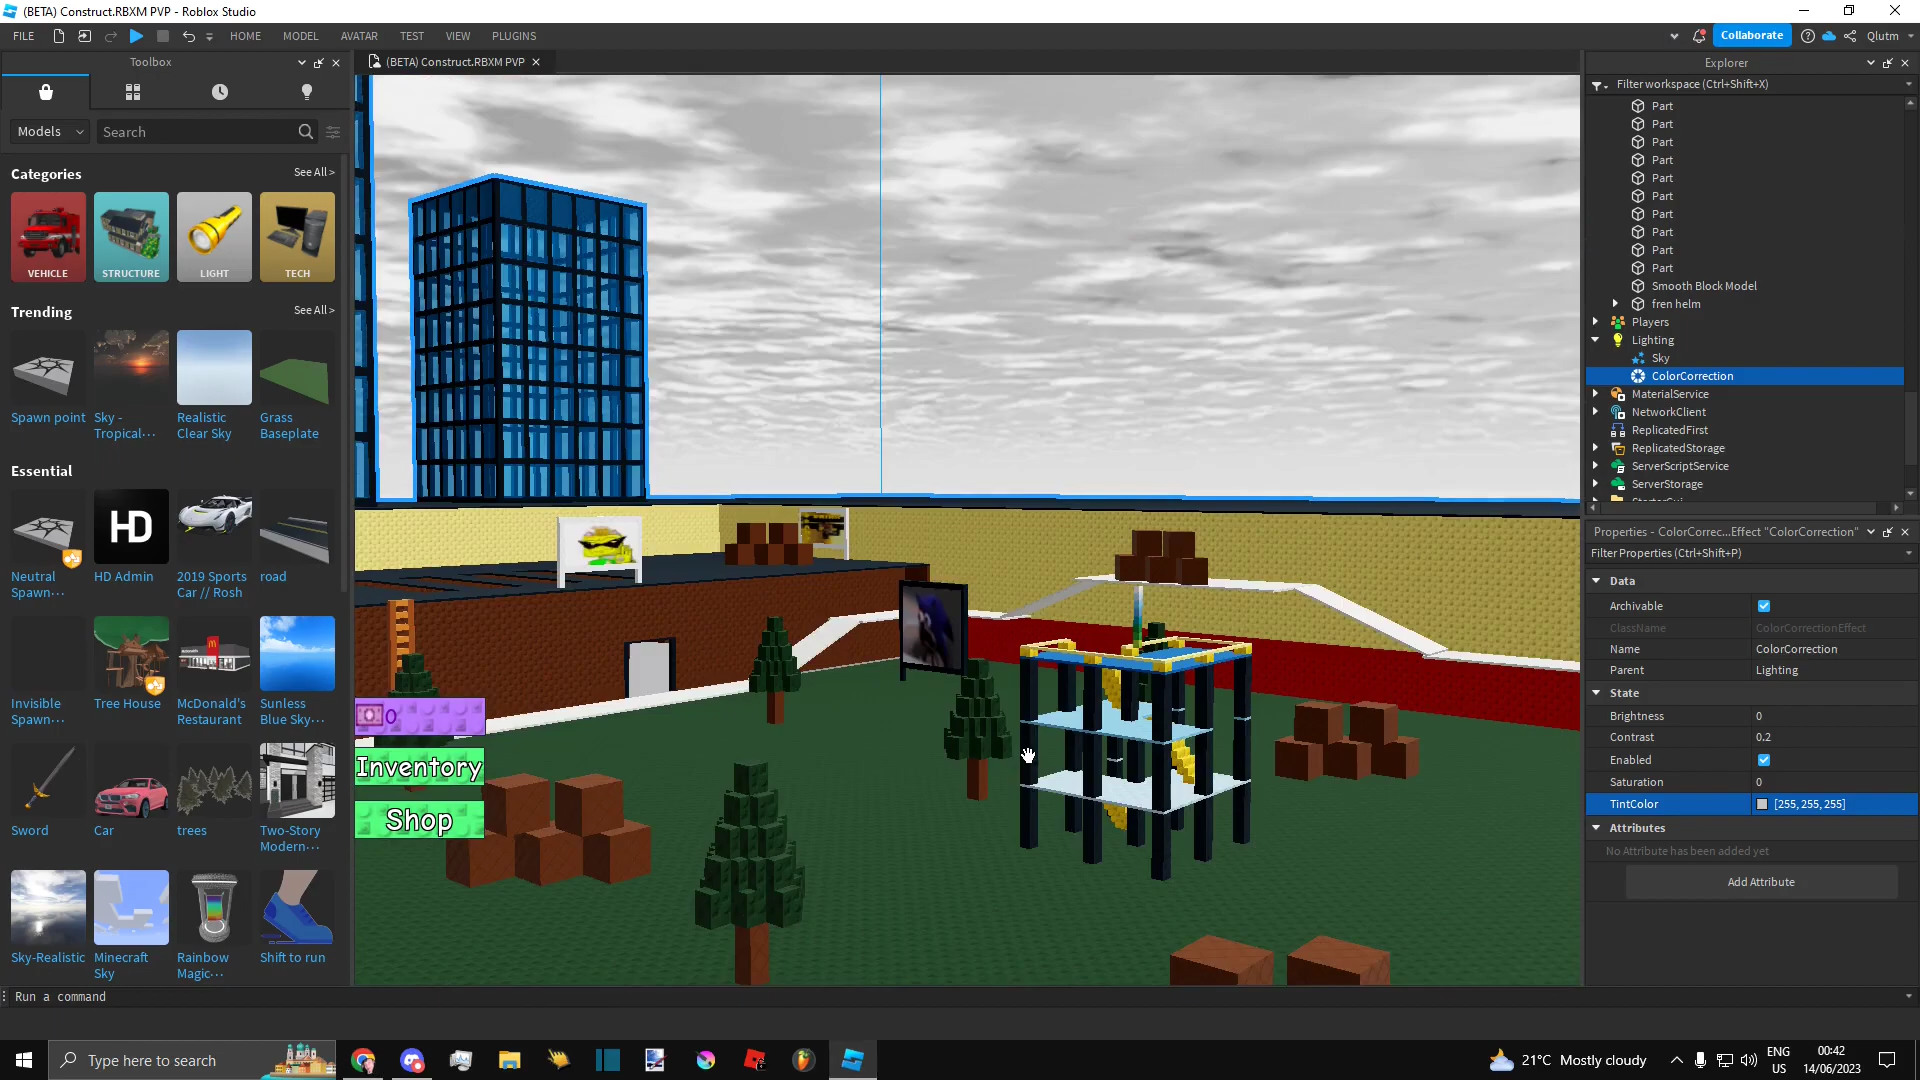 (BETA) Construct.RBXM PVP - Roblox Studio
FILE
HOME
MODEL
AVATAR
TEST
VIEW
PLUGINS
Collaborate
Qlutm
Toolbox
(BETA) Construct.RBXM PVP
Explorer
Models
Search
Filter workspace (Ctrl+Shift+X)
Categories
See All >
VEHICLE
STRUCTURE
LIGHT
TECH
Trending
See All >
Spawn point
Sky -
Tropical...
Realistic
Clear Sky
Grass
Baseplate
Essential
HD
Neutral
Spawn...
HD Admin
2019 Sports
Car // Rosh
road
McDonald's
Invisible
Spawn...
Tree House
McDonald's
Restaurant
Sunless
Blue Sky...
Sword
Car
trees
Two-Story
Modern...
Sky-Realistic
Minecraft
Sky
Rainbow
Magic...
Shift to run
0
Inventory
Shop
Part
Part
Part
Part
Part
Part
Part
Part
Part
Part
Smooth Block Model
fren helm
Players
Lighting
Sky
ColorCorrection
MaterialService
NetworkClient
ReplicatedFirst
ReplicatedStorage
ServerScriptService
ServerStorage
StarterGui
Properties - ColorCorrec...Effect "ColorCorrection"
Filter Properties (Ctrl+Shift+P)
Data
Archivable
ClassName ColorCorrectionEffect
Name ColorCorrection
Parent Lighting
State
Brightness 0
Contrast 0.2
Enabled
Saturation 0
TintColor [255, 255, 255]
Attributes
No Attribute has been added yet
Add Attribute
Run a command
Type here to search
21°C Mostly cloudy
ENG
US
00:42
14/06/2023